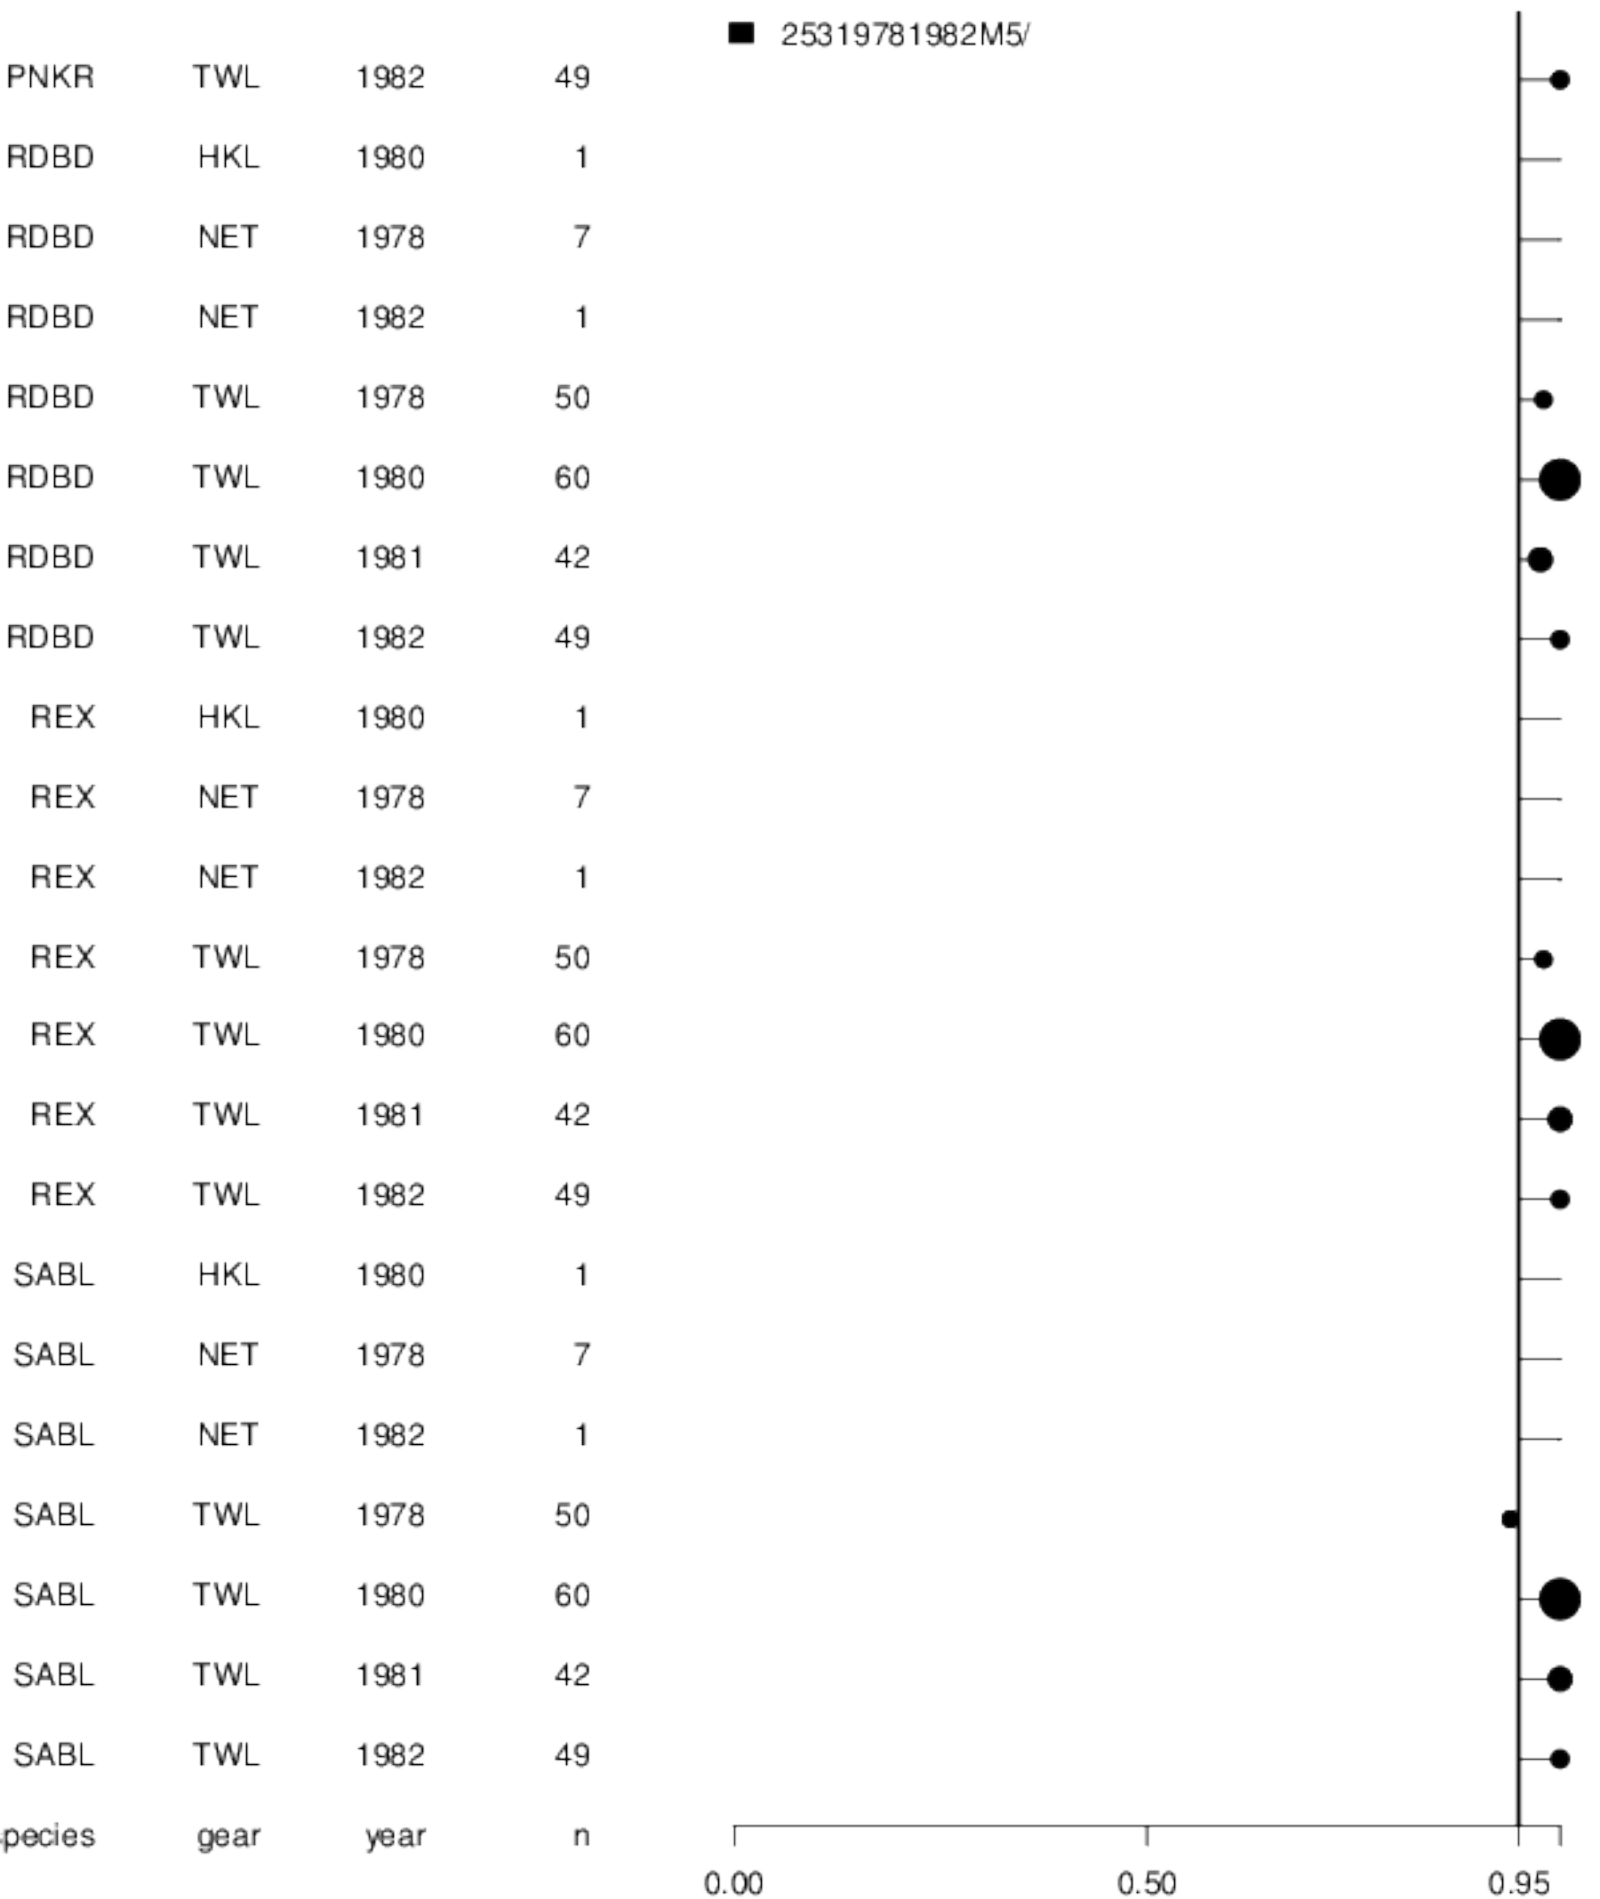 25319781982M5/
PNKR TWL 1982 49
RDBD HKL 1980 1
RDBD NET 1978 7
RDBD NET 1982 1
RDBD TWL 1978 50
RDBD TWL 1980 60
RDBD TWL 1981 42
RDBD TWL 1982 49
REX HKL 1980 1
REX NET 1978 7
REX NET 1982 1
REX TWL 1978 50
REX TWL 1980 60
REX TWL 1981 42
REX TWL 1982 49
SABL HKL 1980 1
SABL NET 1978 7
SABL NET 1982 1
SABL TWL 1978 50
SABL TWL 1980 60
SABL TWL 1981 42
SABL TWL 1982 49
pecies gear year n
0.00 0.50 0.95